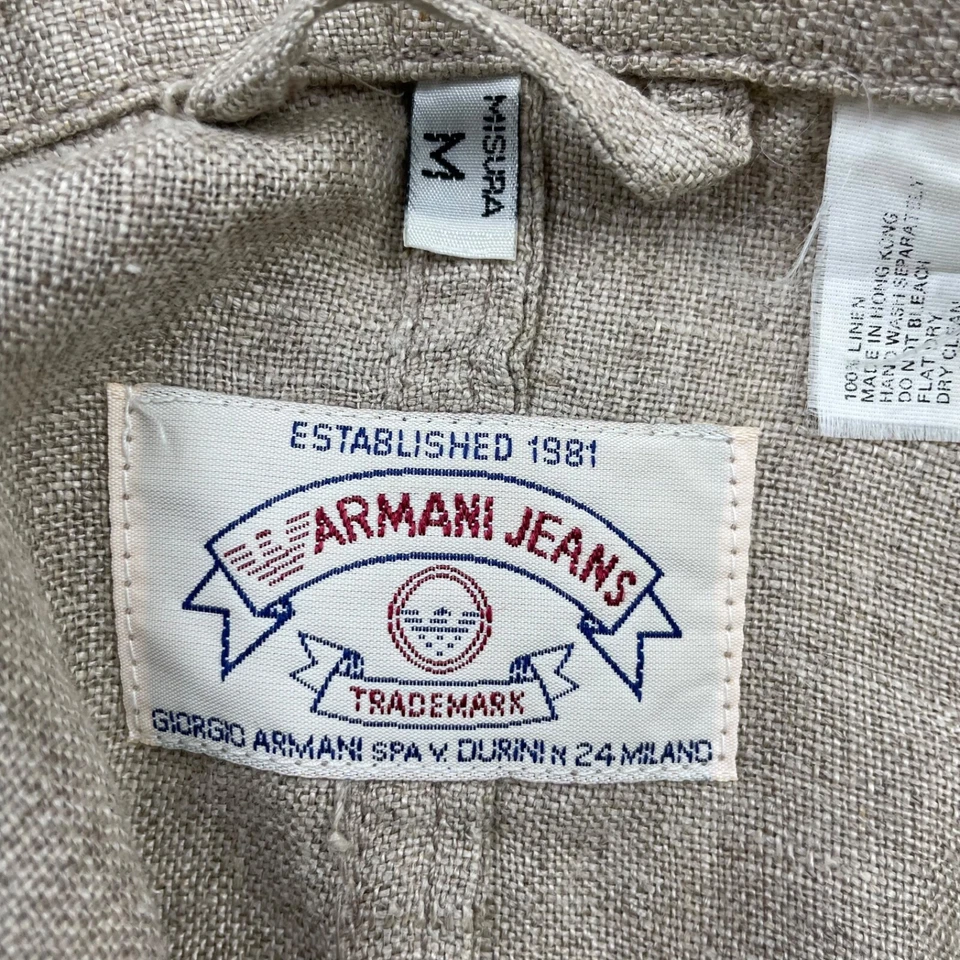 MISURA
M
100% LINEN
MADE IN HONG KONG
HAND WASH SEPARATELY
DO NOT BLEACH
FLAT DRY
DRY CLEAN
ESTABLISHED 1981
ARMANI JEANS
TRADEMARK
GIORGIO ARMANI SPA V. DURINI N 24 MILANO